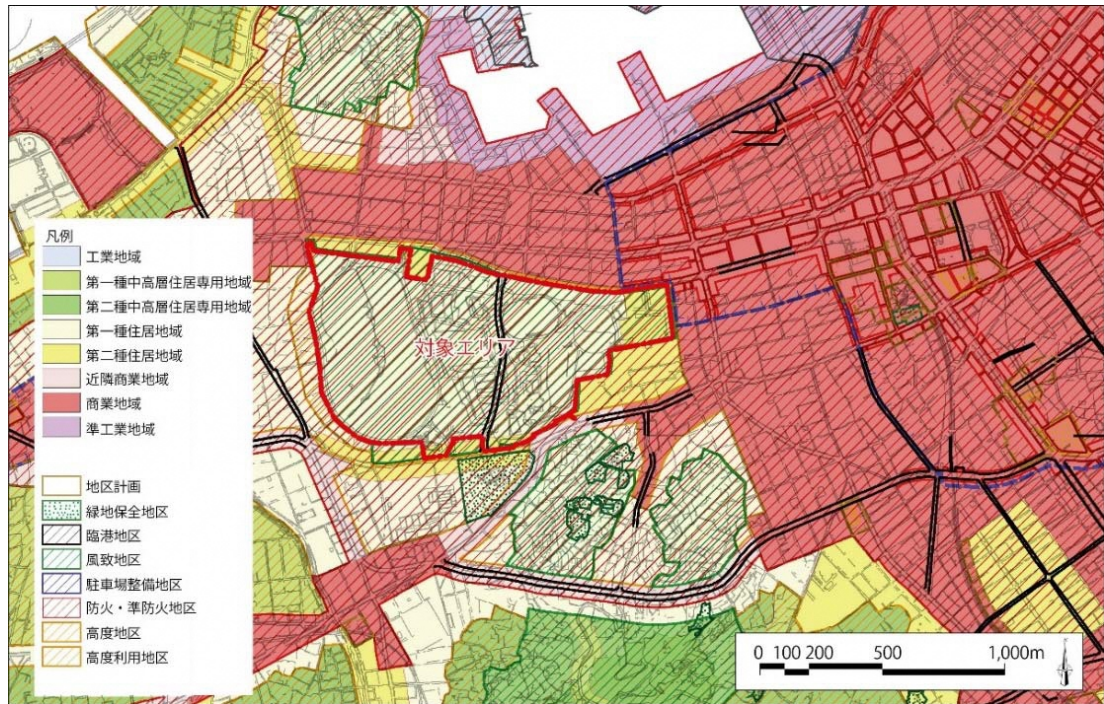 凡例
工業地域
第一種中高層住居専用地域
第二種中高層住居専用地域
第一種住居地域
第二種住居地域
近隣商業地域
商業地域
準工業地域
地区計画
緑地保全地区
臨港地区
風致地区
駐車場整備地区
防火・準防火地区
高度地区
高度利用地区
対象エリア
0 100 200 500 1,000m